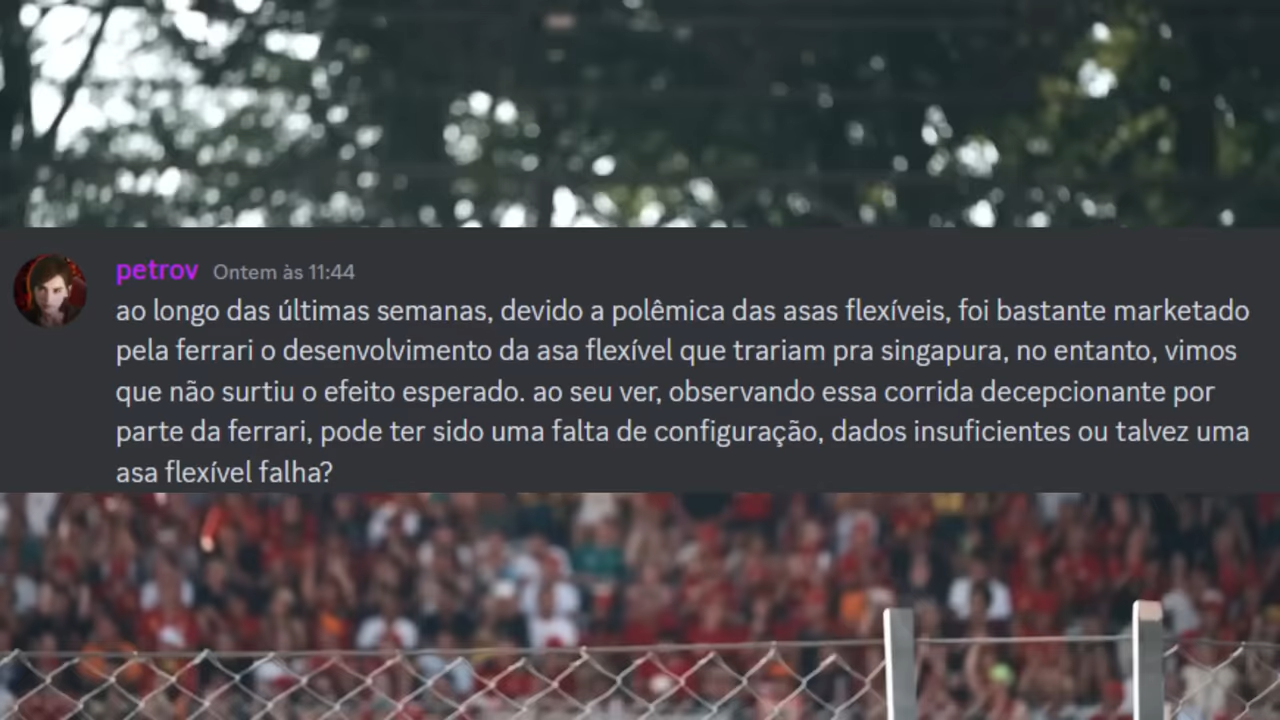 petrov Ontem às 11:44
ao longo das últimas semanas, devido a polêmica das asas flexíveis, foi bastante marketado
pela ferrari o desenvolvimento da asa flexível que trariam pra singapura, no entanto, vimos
que não surtiu o efeito esperado. ao seu ver, observando essa corrida decepcionante por
parte da ferrari, pode ter sido uma falta de configuração, dados insuficientes ou talvez uma
asa flexível falha?